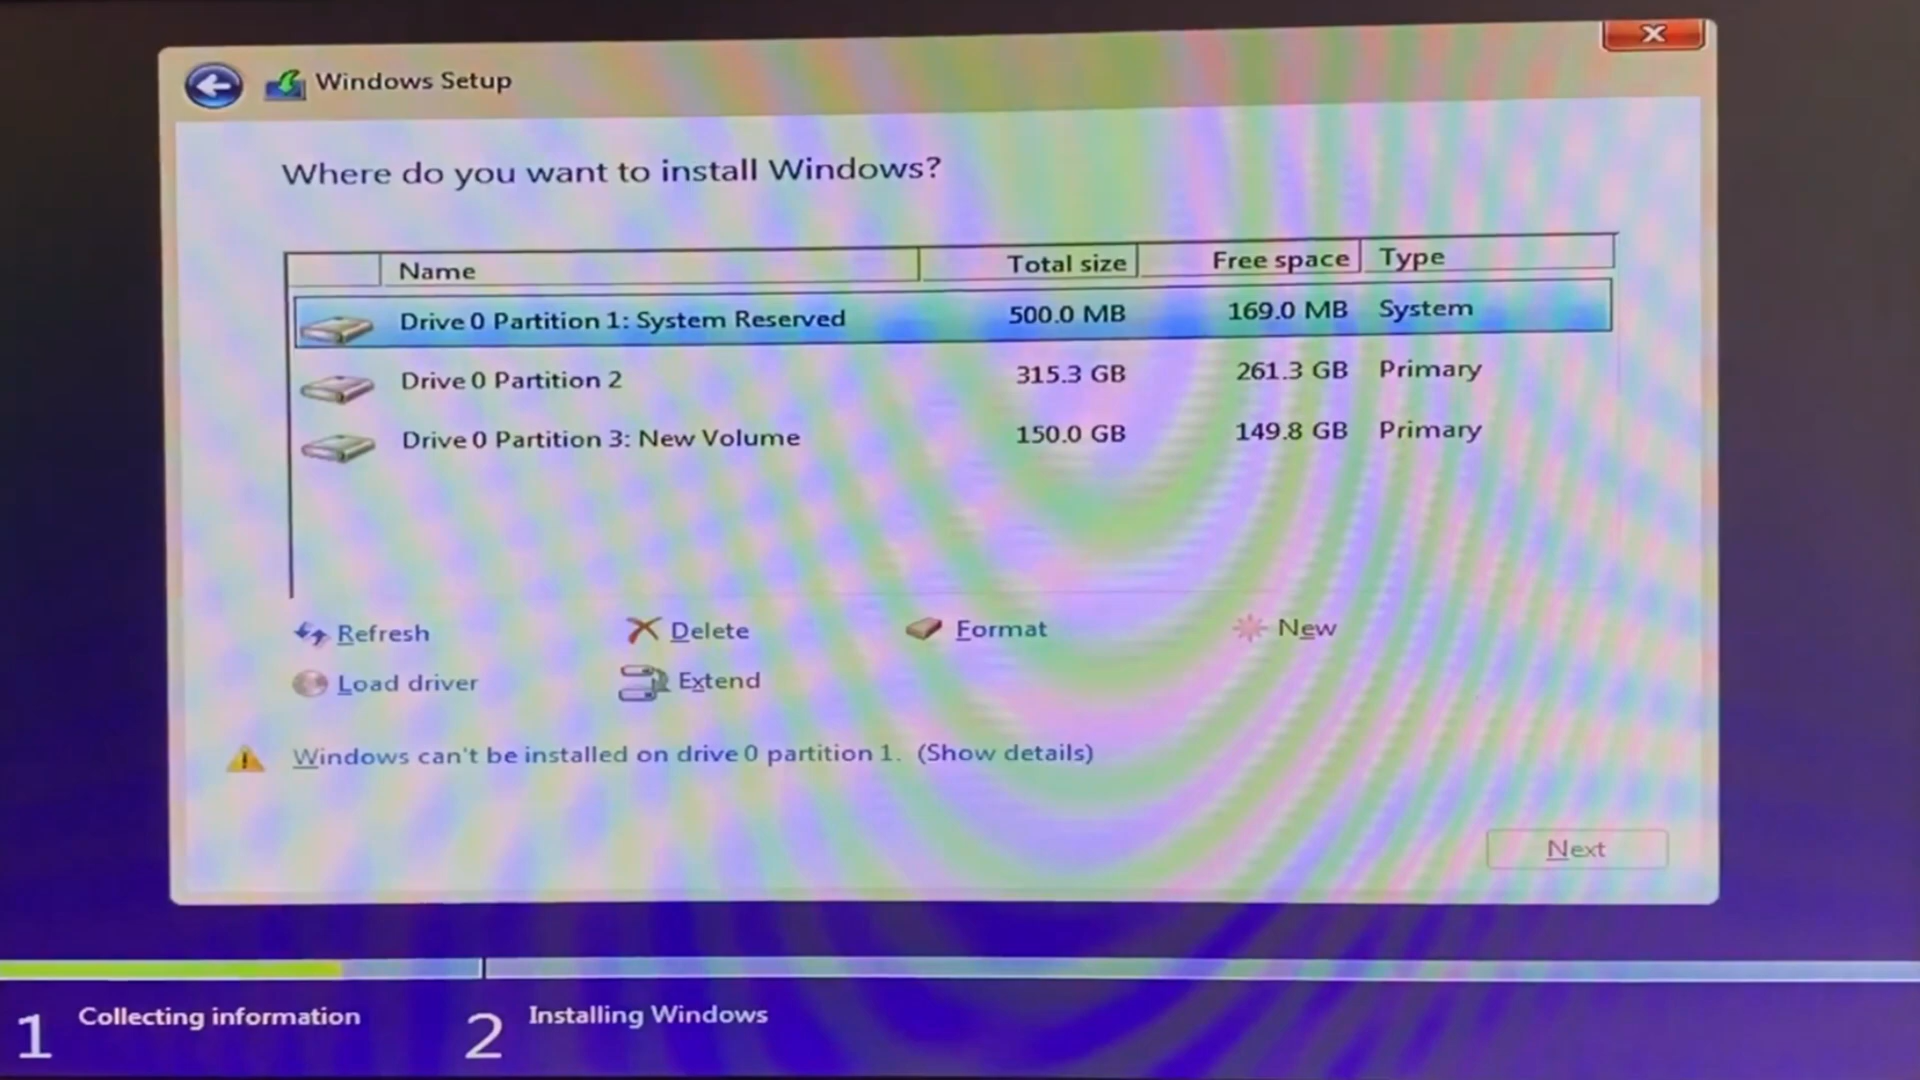 Windows Setup
Where do you want to install Windows?
Name Total size Free space Type
Drive 0 Partition 1: System Reserved 500.0 MB 169.0 MB System
Drive 0 Partition 2 315.3 GB 261.3 GB Primary
Drive 0 Partition 3: New Volume 150.0 GB 149.8 GB Primary
Refresh Delete Format New
Load driver Extend
Windows can't be installed on drive 0 partition 1. (Show details)
Next
1 Collecting information 2 Installing Windows